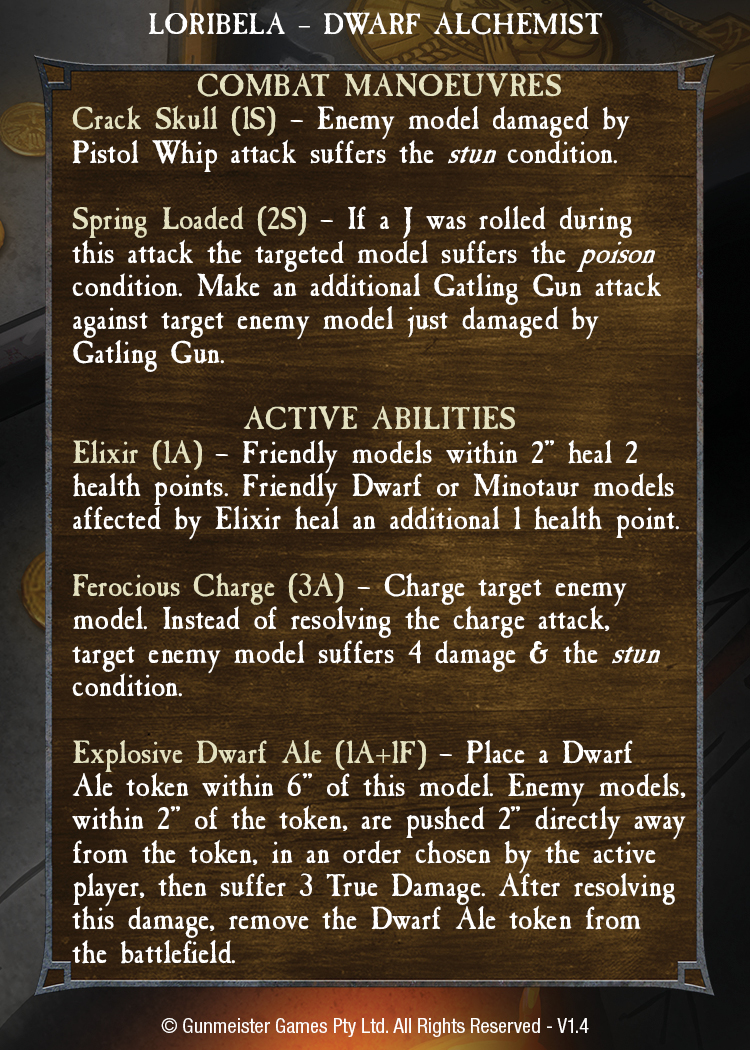 LORIBELA – DWARF ALCHEMIST
COMBAT MANOEUVRES
Crack Skull (1S) – Enemy model damaged by
Pistol Whip attack suffers the stun condition.
Spring Loaded (2S) – If a J was rolled during
this attack the targeted model suffers the poison
condition. Make an additional Gatling Gun attack
against target enemy model just damaged by
Gatling Gun.
ACTIVE ABILITIES
Elixir (1A) – Friendly models within 2” heal 2
health points. Friendly Dwarf or Minotaur models
affected by Elixir heal an additional 1 health point.
Ferocious Charge (3A) – Charge target enemy
model. Instead of resolving the charge attack,
target enemy model suffers 4 damage & the stun
condition.
Explosive Dwarf Ale (1A+1F) – Place a Dwarf
Ale token within 6” of this model. Enemy models,
within 2” of the token, are pushed 2” directly away
from the token, in an order chosen by the active
player, then suffer 3 True Damage. After resolving
this damage, remove the Dwarf Ale token from
the battlefield.
© Gunmeister Games Pty Ltd. All Rights Reserved - V1.4